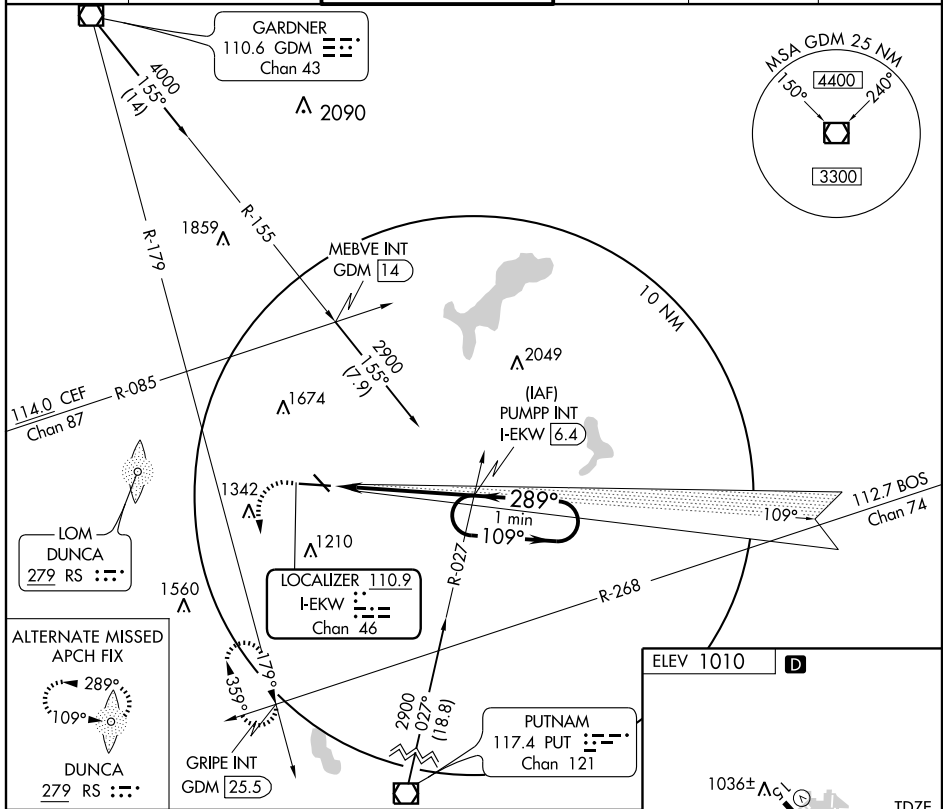 GARDNER
110.6 GDM
Chan 43
MSA GDM 25 NM
150°
4400
240°
3300
4000
155°
(14)
2090
R-179
1859
R-155
MEBVE INT
GDM 14
10 NM
2900
155°
(7.9)
2049
114.0 CEF
Chan 87
R-085
1674
(IAF)
PUMPP INT
I-EKW 6.4
LOM
DUNCA
279 RS
1342
289°
1 min
109°
109°
112.7 BOS
Chan 74
1210
R-027
LOCALIZER 110.9
I-EKW
Chan 46
1560
R-268
ALTERNATE MISSED
APCH FIX
289°
109°
DUNCA
279 RS
179°
359°
GRIPE INT
GDM 25.5
2900
027°
(18.8)
PUTNAM
117.4 PUT
Chan 121
ELEV 1010 D
1036±
15
V
TDZE